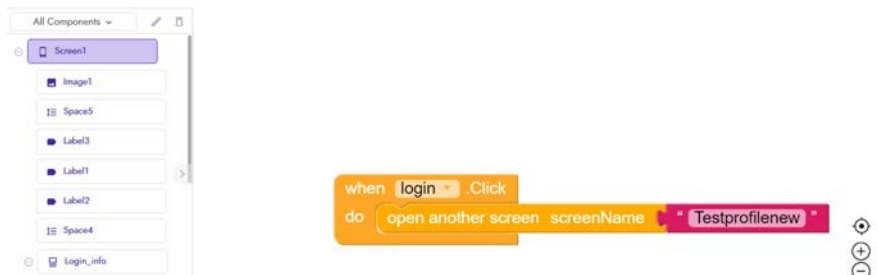 All Components
Screen1
Image1
Space5
Label3
Label1
Label2
Space4
Login_info
when login .Click
do open another screen screenName " Testprofilenew "